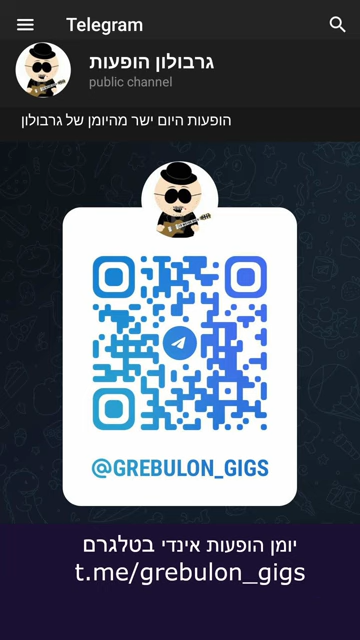 Telegram
גרבולון הופעות
public channel
הופעות היום ישר מהיומן של גרבולון
@GREBULON_GIGS
יומן הופעות אינדי בטלגרם
t.me/grebulon_gigs